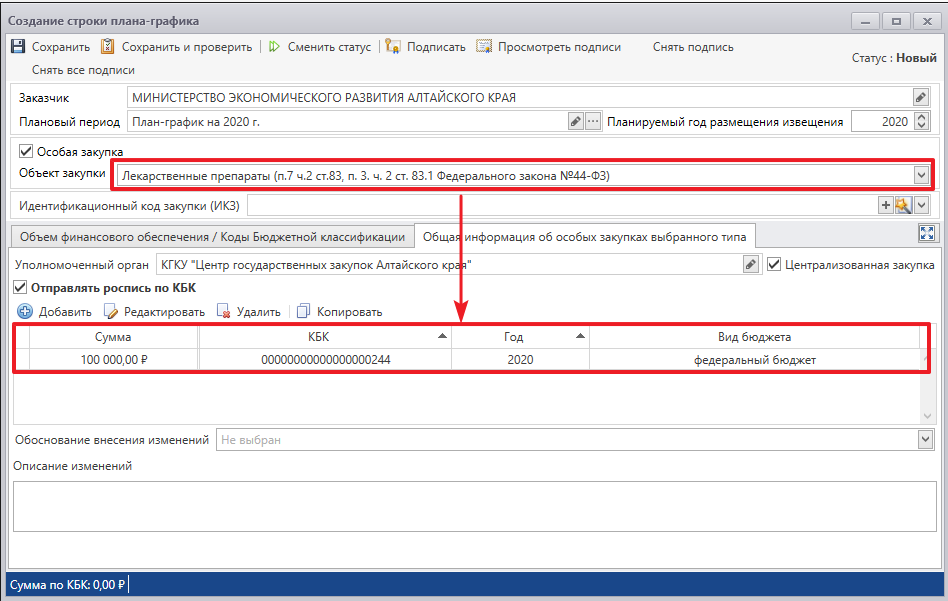 Создание строки плана-графика
Сохранить Сохранить и проверить Сменить статус Подписать Просмотреть подписи Снять подпись
Снять все подписи
Статус : Новый
Заказчик МИНИСТЕРСТВО ЭКОНОМИЧЕСКОГО РАЗВИТИЯ АЛТАЙСКОГО КРАЯ
Плановый период План-график на 2020 г. Планируемый год размещения извещения 2020
Особая закупка
Объект закупки Лекарственные препараты (п.7 ч.2 ст.83, п. 3. ч. 2 ст. 83.1 Федерального закона №44-ФЗ)
Идентификационный код закупки (ИКЗ)
Объем финансового обеспечения / Коды Бюджетной классификации Общая информация об особых закупках выбранного типа
Уполномоченный орган КГКУ "Центр государственных закупок Алтайского края" Централизованная закупка
Отправлять роспись по КБК
Добавить Редактировать Удалить Копировать
Сумма КБК Год Вид бюджета
100 000,00 ₽ 00000000000000000244 2020 федеральный бюджет
Обоснование внесения изменений Не выбран
Описание изменений
Сумма по КБК: 0,00 ₽